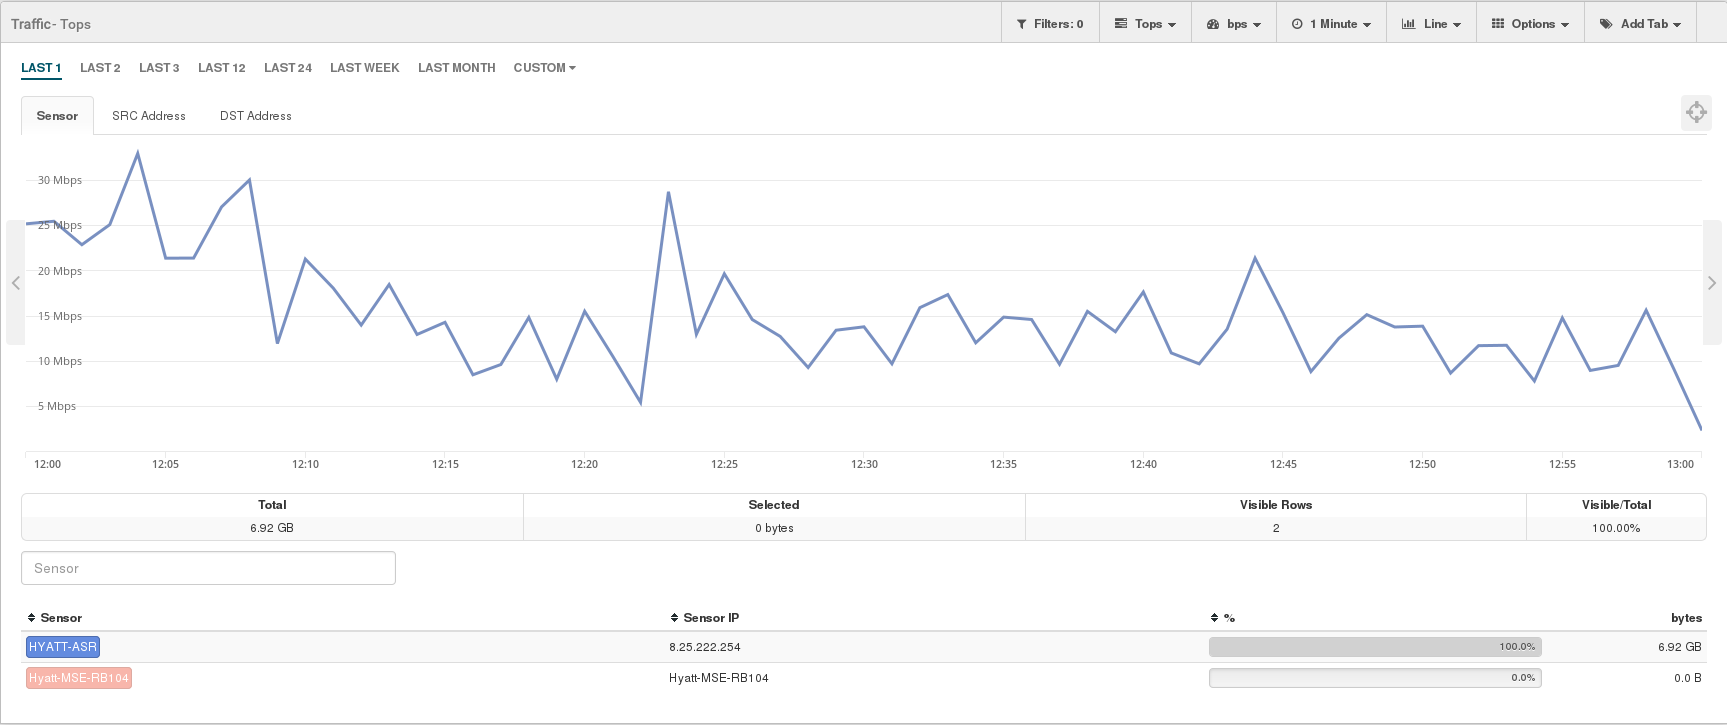 Traffic- Tops
Filters: 0
Tops
bps
1 Minute
Line
Options
Add Tab
LAST 1 LAST 2 LAST 3 LAST 12 LAST 24 LAST WEEK LAST MONTH CUSTOM
Sensor SRC Address DST Address
30 Mbps
25 Mbps
20 Mbps
15 Mbps
10 Mbps
5 Mbps
12:00 12:05 12:10 12:15 12:20 12:25 12:30 12:35 12:40 12:45 12:50 12:55 13:00
Total Selected Visible Rows Visible/Total
6.92 GB 0 bytes 2 100.00%
Sensor
Sensor Sensor IP % bytes
HYATT-ASR 8.25.222.254 100.0% 6.92 GB
Hyatt-MSE-RB104 Hyatt-MSE-RB104 0.0% 0.0 B